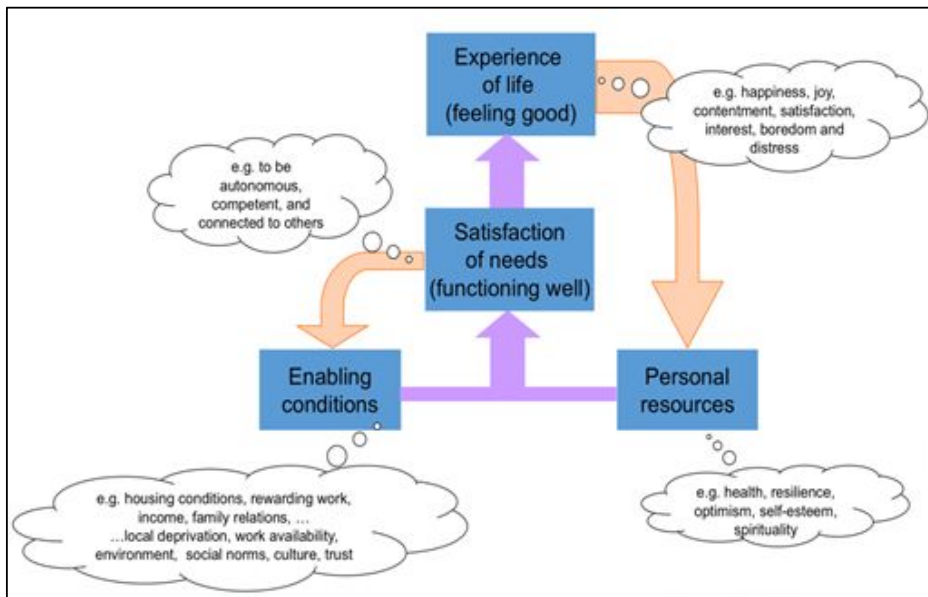 Experience
of life
(feeling good)
e.g. happiness, joy,
contentment, satisfaction,
interest, boredom and
distress
e.g. to be
autonomous,
competent, and
connected to others
Satisfaction
of needs
(functioning well)
Enabling
conditions
Personal
resources
e.g. housing conditions, rewarding work,
income, family relations, ...
...local deprivation, work availability,
environment, social norms, culture, trust
e.g. health, resilience,
optimism, self-esteem,
spirituality